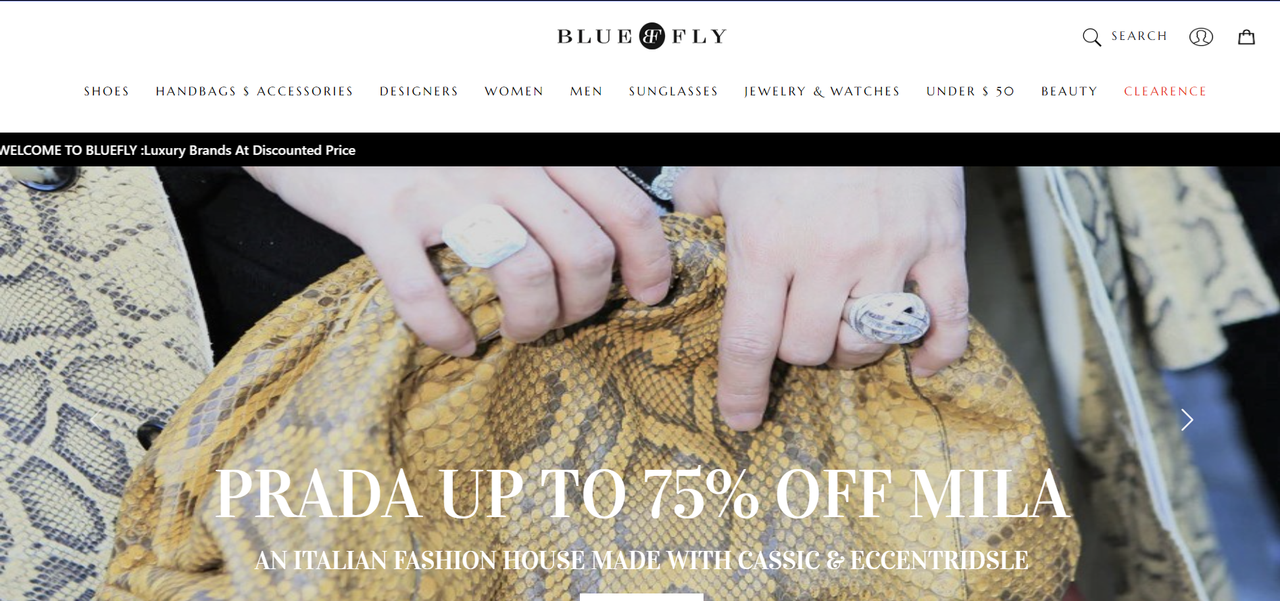 BLUE BF FLY
SEARCH
SHOES HANDBAGS $ ACCESSORIES DESIGNERS WOMEN MEN SUNGLASSES JEWELRY & WATCHES UNDER $ 50 BEAUTY CLEARENCE
WELCOME TO BLUEFLY :Luxury Brands At Discounted Price
PRADA UP TO 75% OFF MILA
AN ITALIAN FASHION HOUSE MADE WITH CASSIC & ECCENTRIDSLE